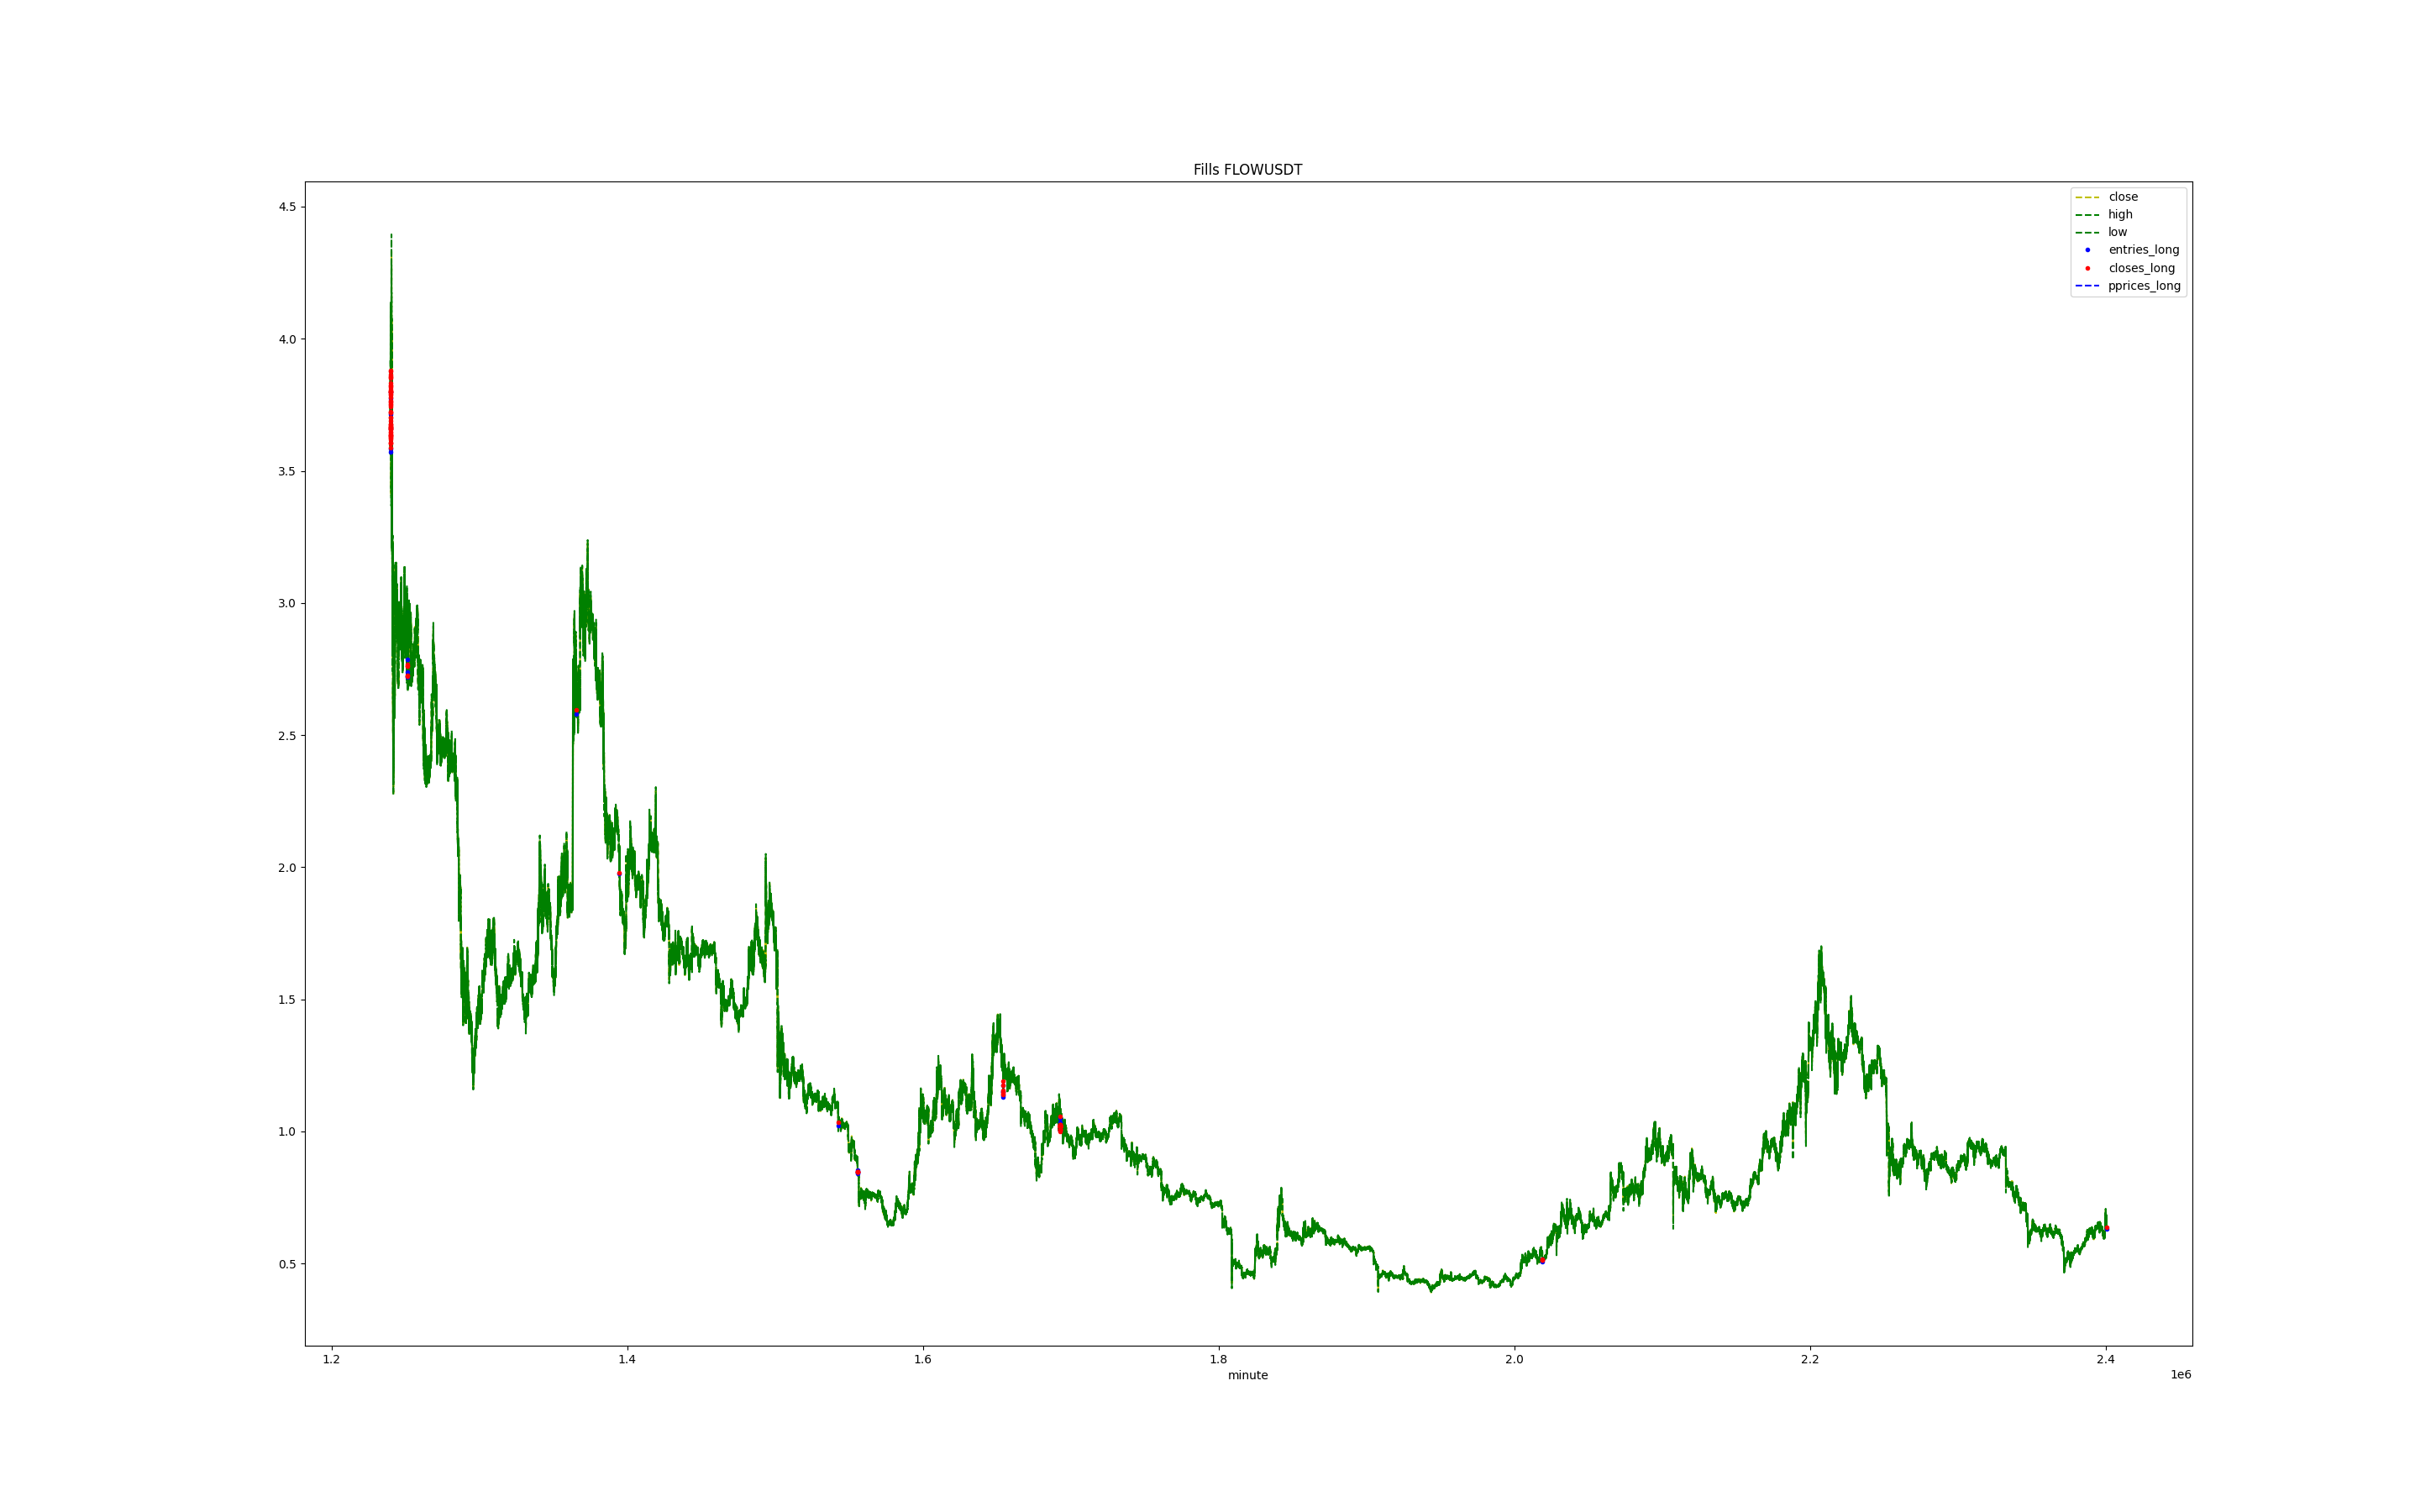 Fills FLOWUSDT
close
high
low
entries_long
closes_long
pprices_long
4.5
4.0
3.5
3.0
2.5
2.0
1.5
1.0
0.5
1.2 1.4 1.6 1.8 2.0 2.2 2.4
minute 1e6